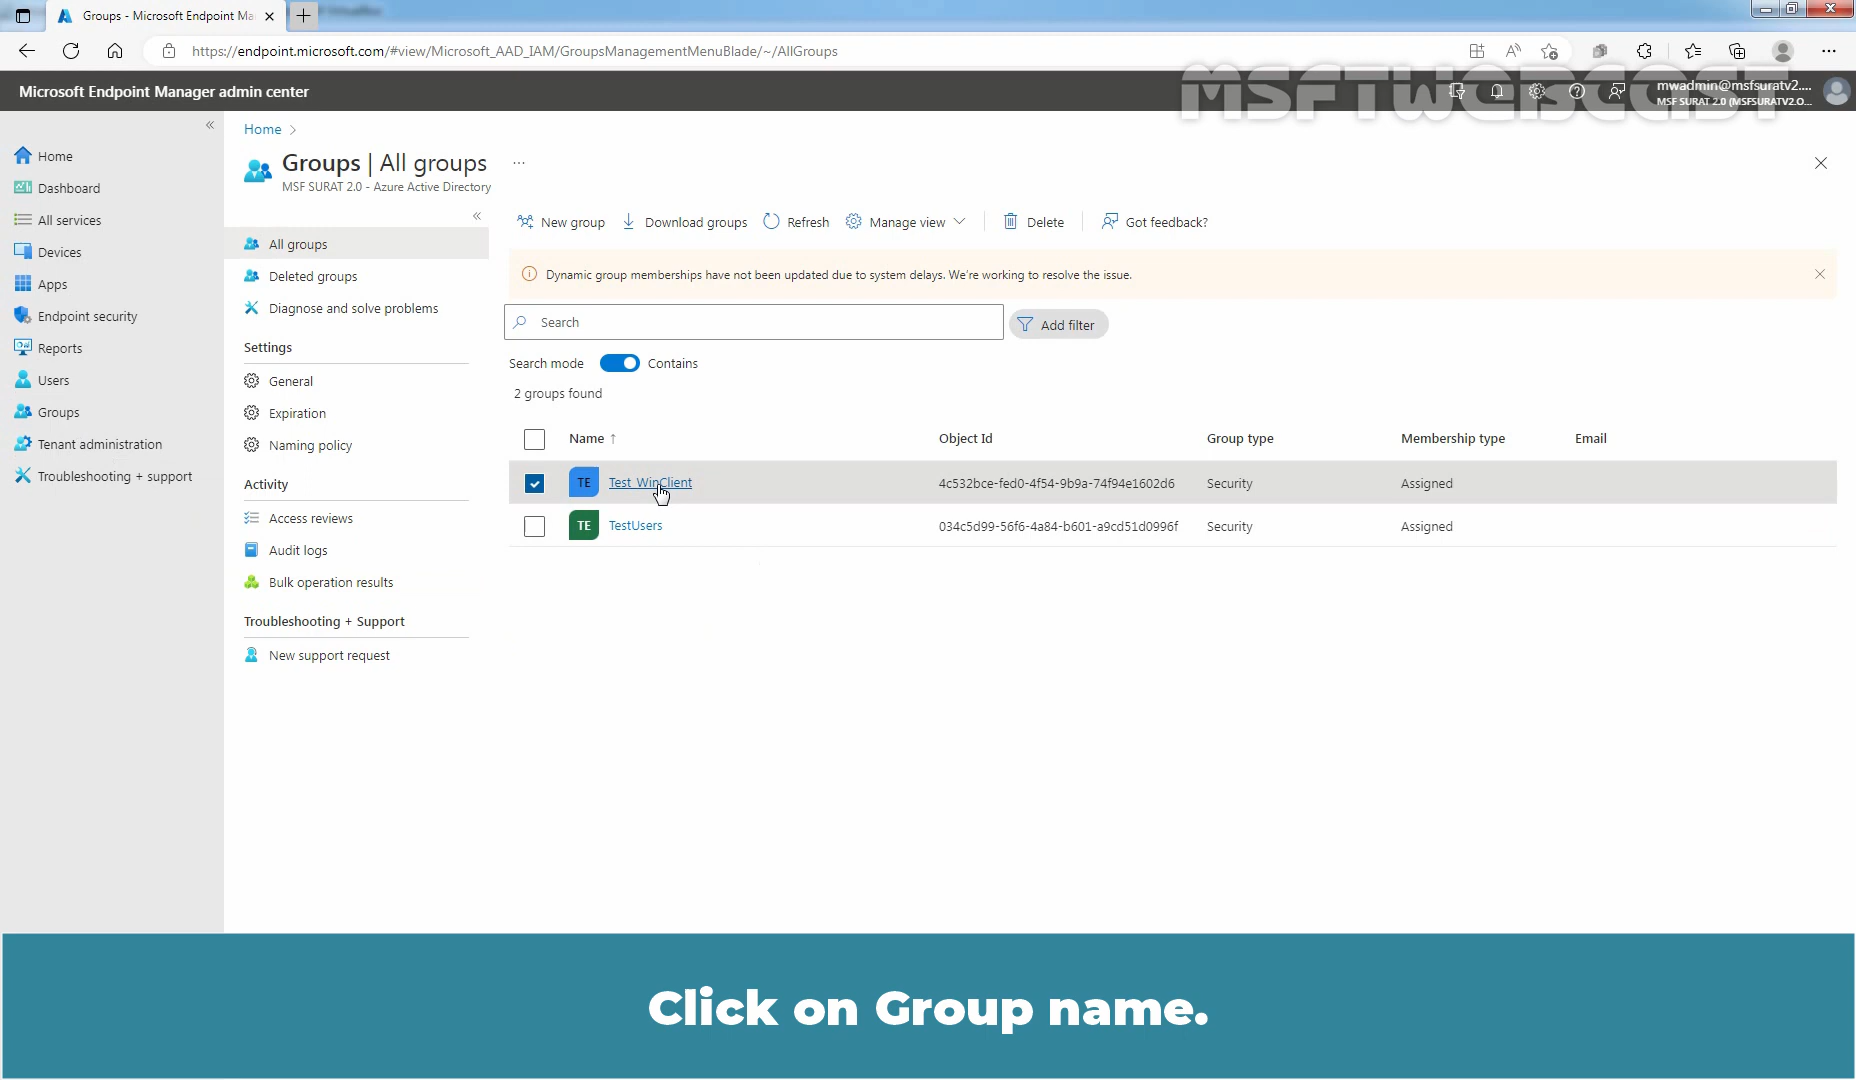 Groups - Microsoft Endpoint Ma
https://endpoint.microsoft.com/#view/Microsoft_AAD_IAM/GroupsManagementMenuBlade/~/AllGroups
MSFTWEBCAST
Microsoft Endpoint Manager admin center
mwadmin@msfsuratv2....
MSF SURAT 2.0 (MSFSURATV2.O...
Home
Dashboard
All services
Devices
Apps
Endpoint security
Reports
Users
Groups
Tenant administration
Troubleshooting + support
Home >
Groups | All groups ...
MSF SURAT 2.0 - Azure Active Directory
All groups
Deleted groups
Diagnose and solve problems
Settings
General
Expiration
Naming policy
Activity
Access reviews
Audit logs
Bulk operation results
Troubleshooting + Support
New support request
New group Download groups Refresh Manage view Delete Got feedback?
Dynamic group memberships have not been updated due to system delays. We're working to resolve the issue.
Search Add filter
Search mode Contains
2 groups found
Name ↑ Object Id Group type Membership type Email
TE Test_WinClient 4c532bce-fed0-4f54-9b9a-74f94e1602d6 Security Assigned
TE TestUsers 034c5d99-56f6-4a84-b601-a9cd51d0996f Security Assigned
Click on Group name.